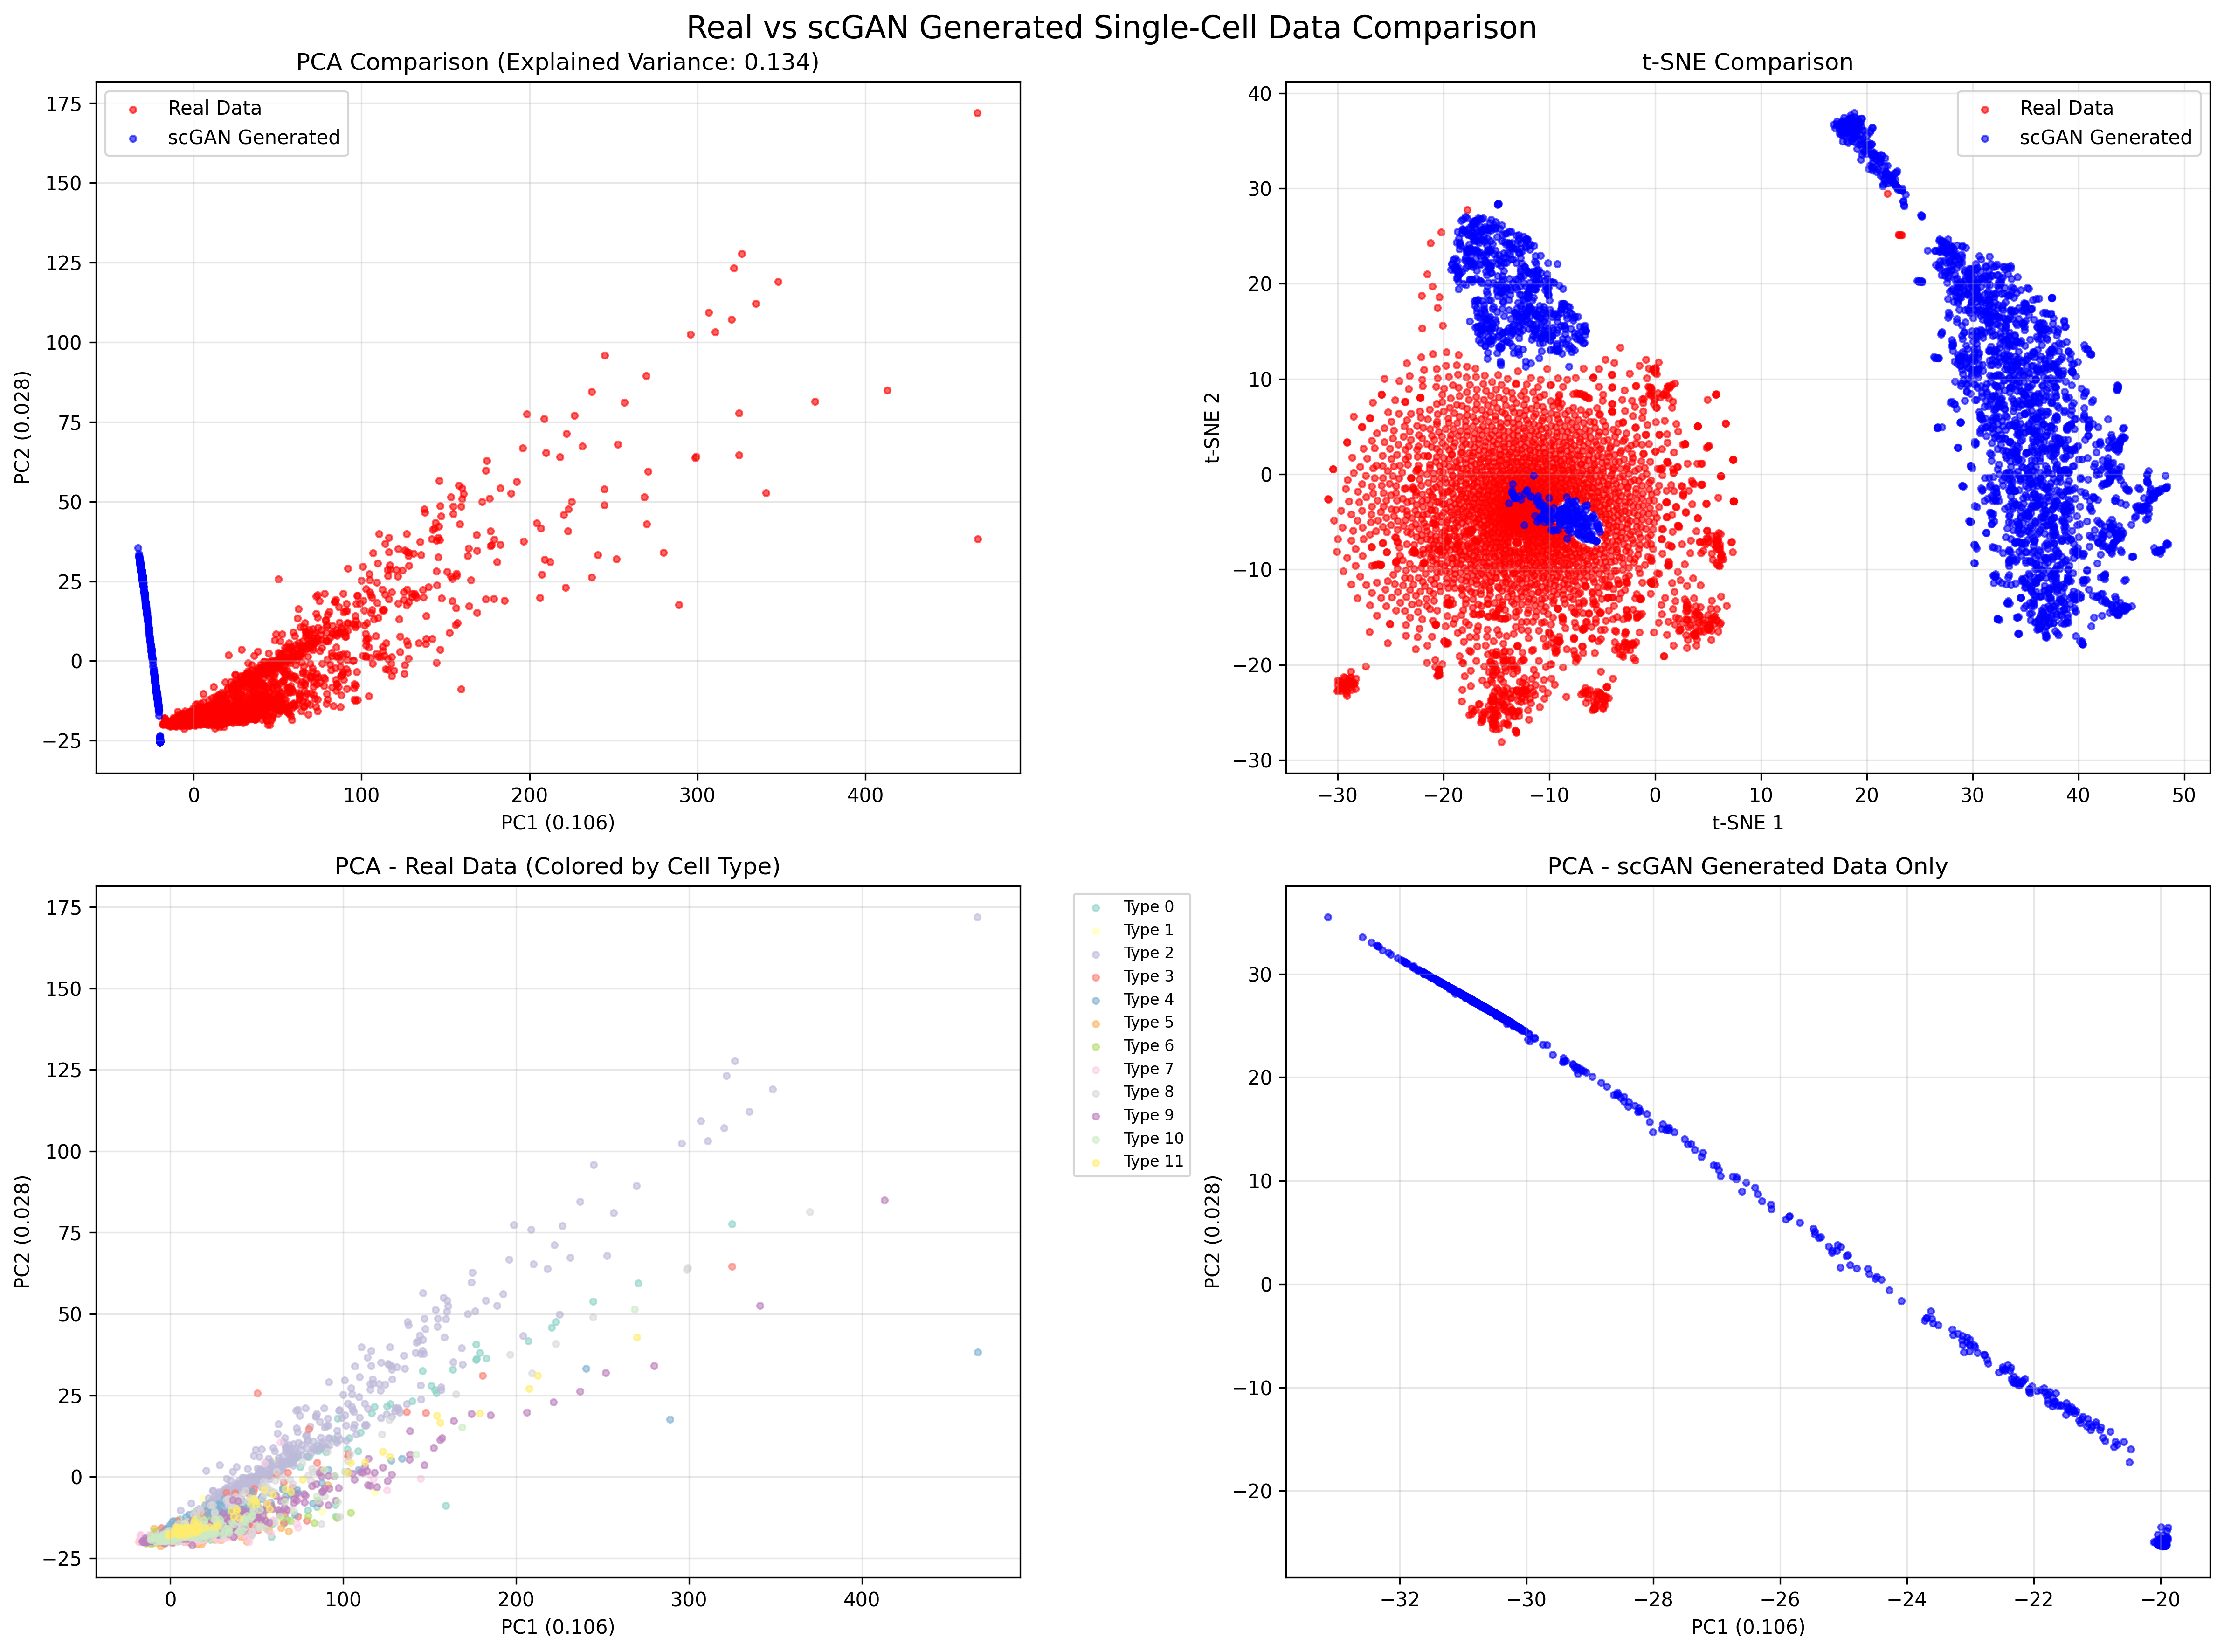 Real vs scGAN Generated Single-Cell Data Comparison
PCA Comparison (Explained Variance: 0.134)
Real Data
scGAN Generated
175
150
125
100
75
50
25
0
−25
0
100
200
300
400
PC2 (0.028)
PC1 (0.106)
t-SNE Comparison
Real Data
scGAN Generated
40
30
20
10
0
−10
−20
−30
−30
−20
−10
0
10
20
30
40
50
t-SNE 2
t-SNE 1
PCA - Real Data (Colored by Cell Type)
175
150
125
100
75
50
25
0
−25
0
100
200
300
400
PC2 (0.028)
PC1 (0.106)
Type 0
Type 1
Type 2
Type 3
Type 4
Type 5
Type 6
Type 7
Type 8
Type 9
Type 10
Type 11
PCA - scGAN Generated Data Only
30
20
10
0
−10
−20
−32
−30
−28
−26
−24
−22
−20
PC2 (0.028)
PC1 (0.106)